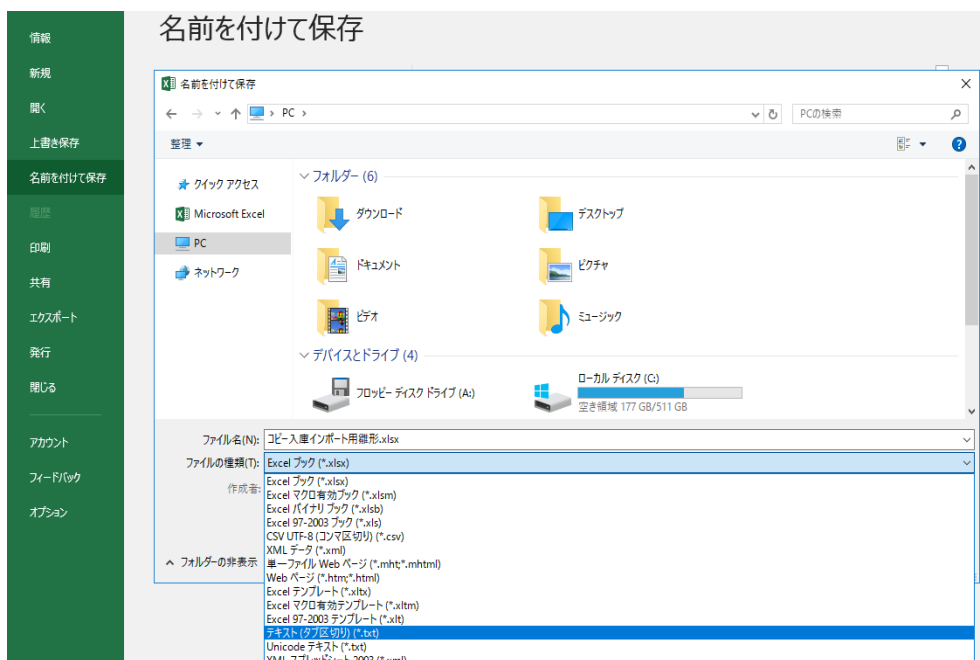 名前を付けて保存
情報
新規
開く
上書き保存
名前を付けて保存
履歴
印刷
共有
エクスポート
発行
閉じる
アカウント
フィードバック
オプション
名前を付けて保存
PC
PCの検索
整理
クイック アクセス
Microsoft Excel
PC
ネットワーク
フォルダー (6)
ダウンロード
デスクトップ
ドキュメント
ピクチャ
ビデオ
ミュージック
デバイスとドライブ (4)
フロッピー ディスク ドライブ (A:)
ローカル ディスク (C:)
空き領域 177 GB/511 GB
ファイル名(N): コピー入庫インポート用雛形.xlsx
ファイルの種類(T): Excel ブック (*.xlsx)
作成者:
Excel ブック (*.xlsx)
Excel マクロ有効ブック (*.xlsm)
Excel バイナリ ブック (*.xlsb)
Excel 97-2003 ブック (*.xls)
CSV UTF-8 (コンマ区切り) (*.csv)
XML データ (*.xml)
単一ファイル Web ページ (*.mht;*.mhtml)
Web ページ (*.htm;*.html)
Excel テンプレート (*.xltx)
Excel マクロ有効テンプレート (*.xltm)
Excel 97-2003 テンプレート (*.xlt)
テキスト (タブ区切り) (*.txt)
Unicode テキスト (*.txt)
XML スプレッドシート 2003 (*.xml)
フォルダーの非表示